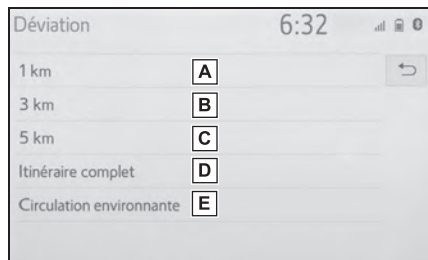 Déviation 6:32
1 km A
3 km B
5 km C
Itinéraire complet D
Circulation environnante E